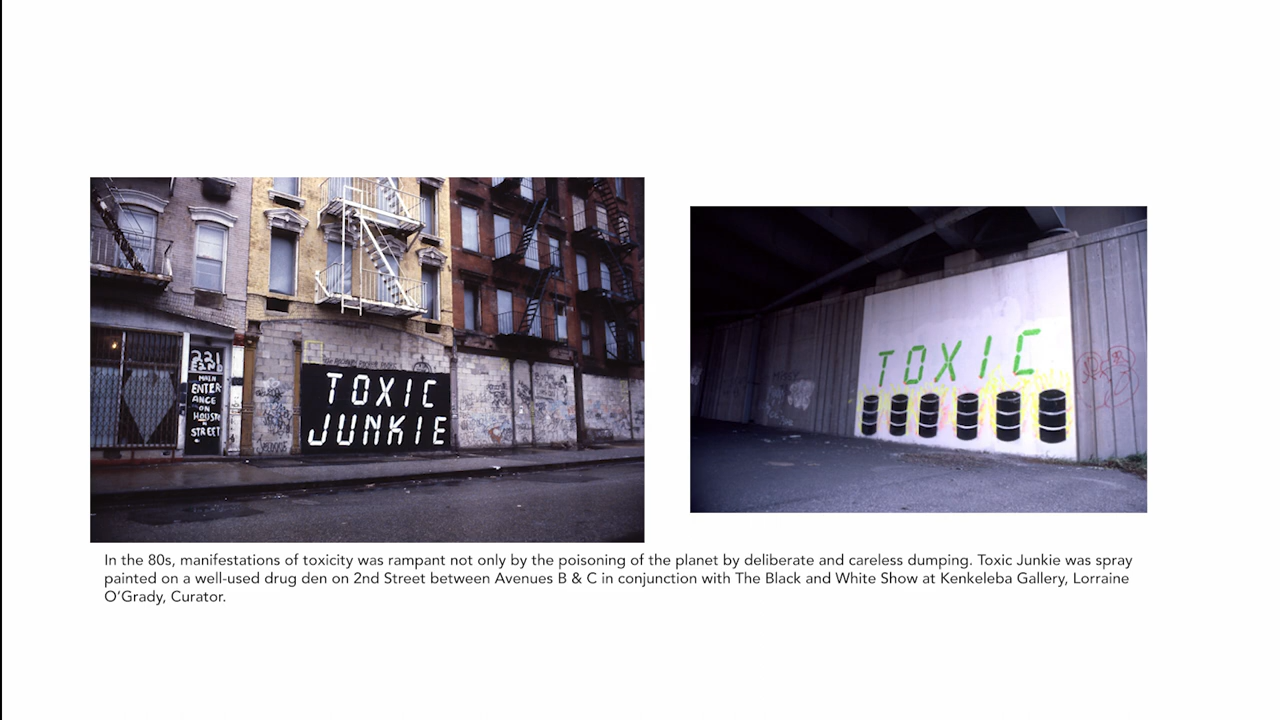 221
E 2ND
MAIN
ENTER-
ANCE
ON
HOUSTN
STREET
TOXIC
JUNKIE
TOXIC
In the 80s, manifestations of toxicity was rampant not only by the poisoning of the planet by deliberate and careless dumping. Toxic Junkie was spray
painted on a well-used drug den on 2nd Street between Avenues B & C in conjunction with The Black and White Show at Kenkeleba Gallery, Lorraine
O'Grady, Curator.